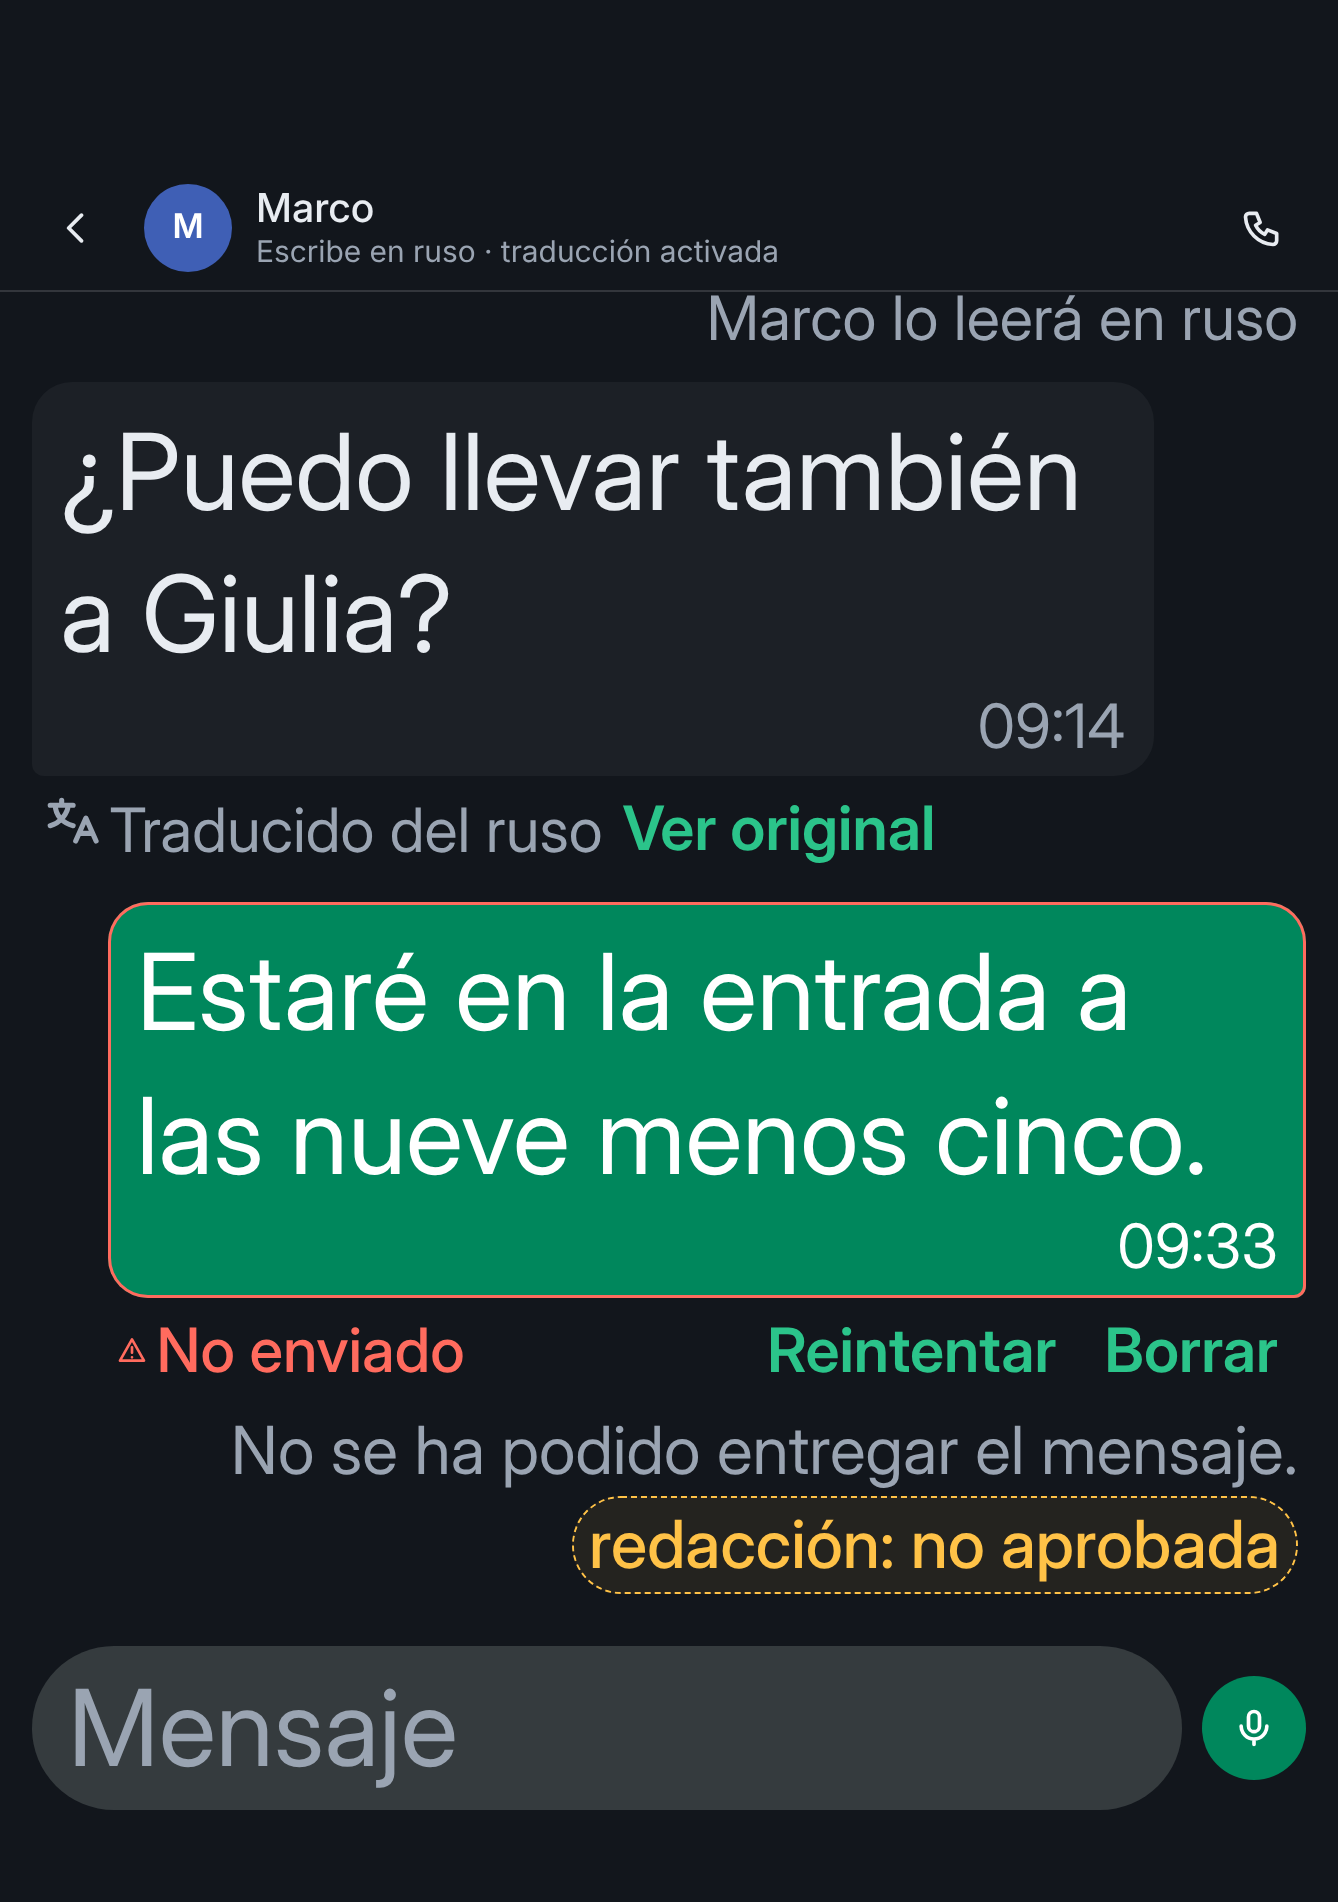 M
Marco
Escribe en ruso · traducción activada
Marco lo leerá en ruso
¿Puedo llevar también
a Giulia?
09:14
Traducido del ruso Ver original
Estaré en la entrada a
las nueve menos cinco.
09:33
No enviado Reintentar Borrar
No se ha podido entregar el mensaje.
redacción: no aprobada
Mensaje